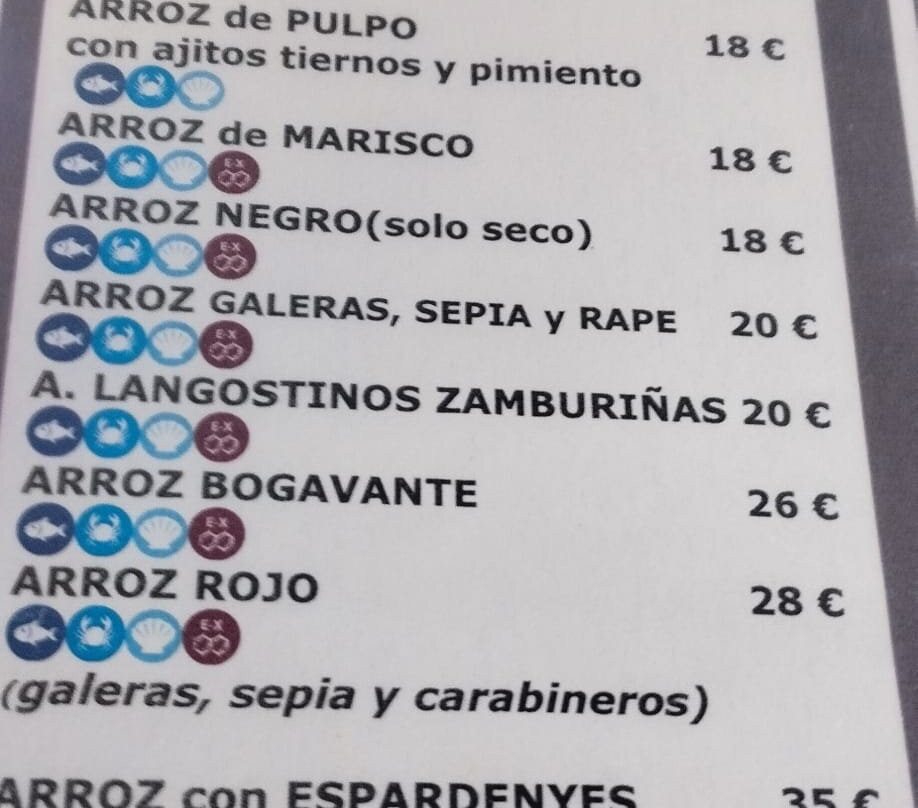 ARROZ de PULPO
con ajitos tiernos y pimiento 18 €
ARROZ de MARISCO 18 €
E-X
ARROZ NEGRO(solo seco) 18 €
E-X
ARROZ GALERAS, SEPIA y RAPE 20 €
E-X
A. LANGOSTINOS ZAMBURIÑAS 20 €
E-X
ARROZ BOGAVANTE 26 €
E-X
ARROZ ROJO 28 €
E-X
(galeras, sepia y carabineros)
ARROZ con ESPARDENYES 35 €